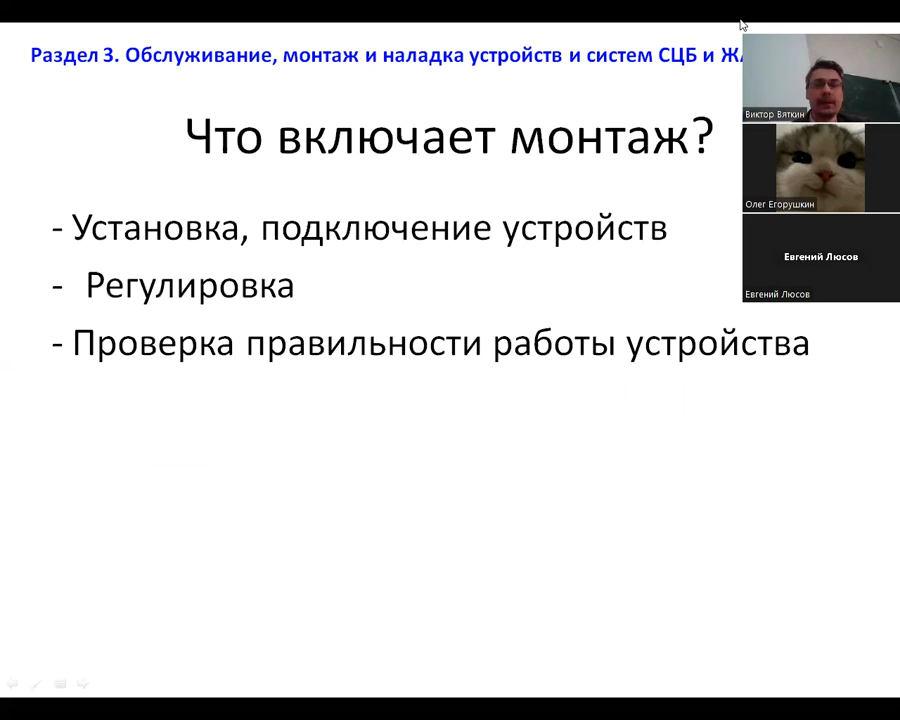 Раздел 3. Обслуживание, монтаж и наладка устройств и систем СЦБ и
Что включает монтаж?
- Установка, подключение устройств
- Регулировка
- Проверка правильности работы устройства
Виктор Вяткин
Олег Егорушкин
Евгений Люсов
Евгений Люсов